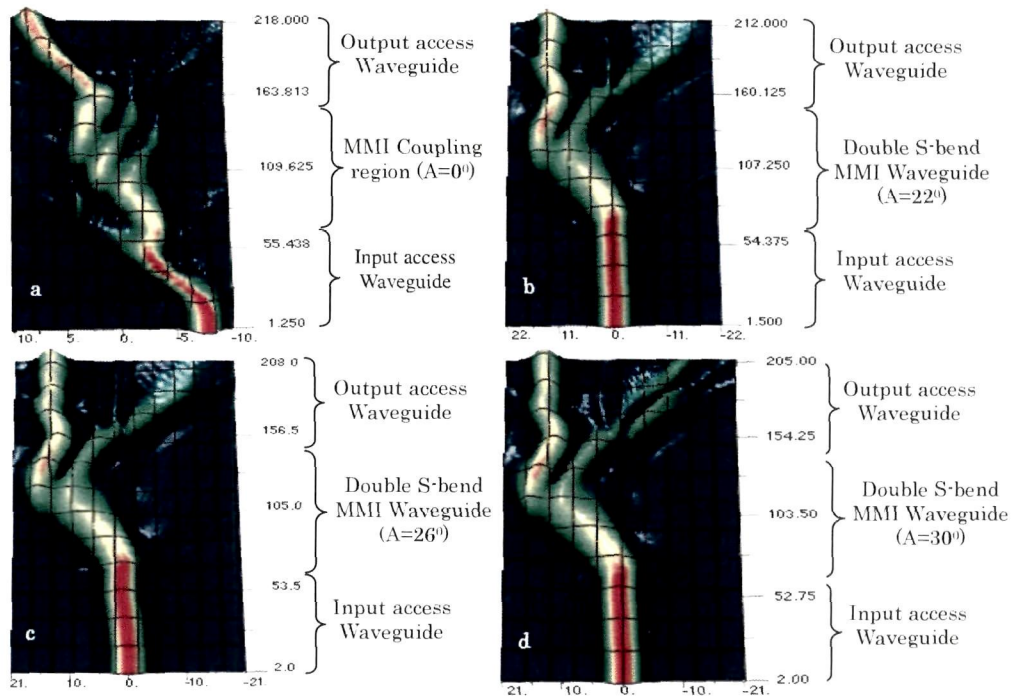 218.000
Output access
Waveguide
163.813
MMI Coupling
region (A=0⁰)
109.625
55.438
Input access
Waveguide
a
1.250
10. 5. 0. -5. -10.
212.000
Output access
Waveguide
160.125
Double S-bend
MMI Waveguide
(A=22⁰)
107.250
54.375
Input access
Waveguide
b
1.500
22. 11. 0. -11. -22.
208.0
Output access
Waveguide
156.5
Double S-bend
MMI Waveguide
(A=26⁰)
105.0
53.5
Input access
Waveguide
c
2.0
21. 10. 0. -10. -21.
205.00
Output access
Waveguide
154.25
Double S-bend
MMI Waveguide
(A=30⁰)
103.50
52.75
Input access
Waveguide
d
2.00
21. 10. 0. -10. -21.